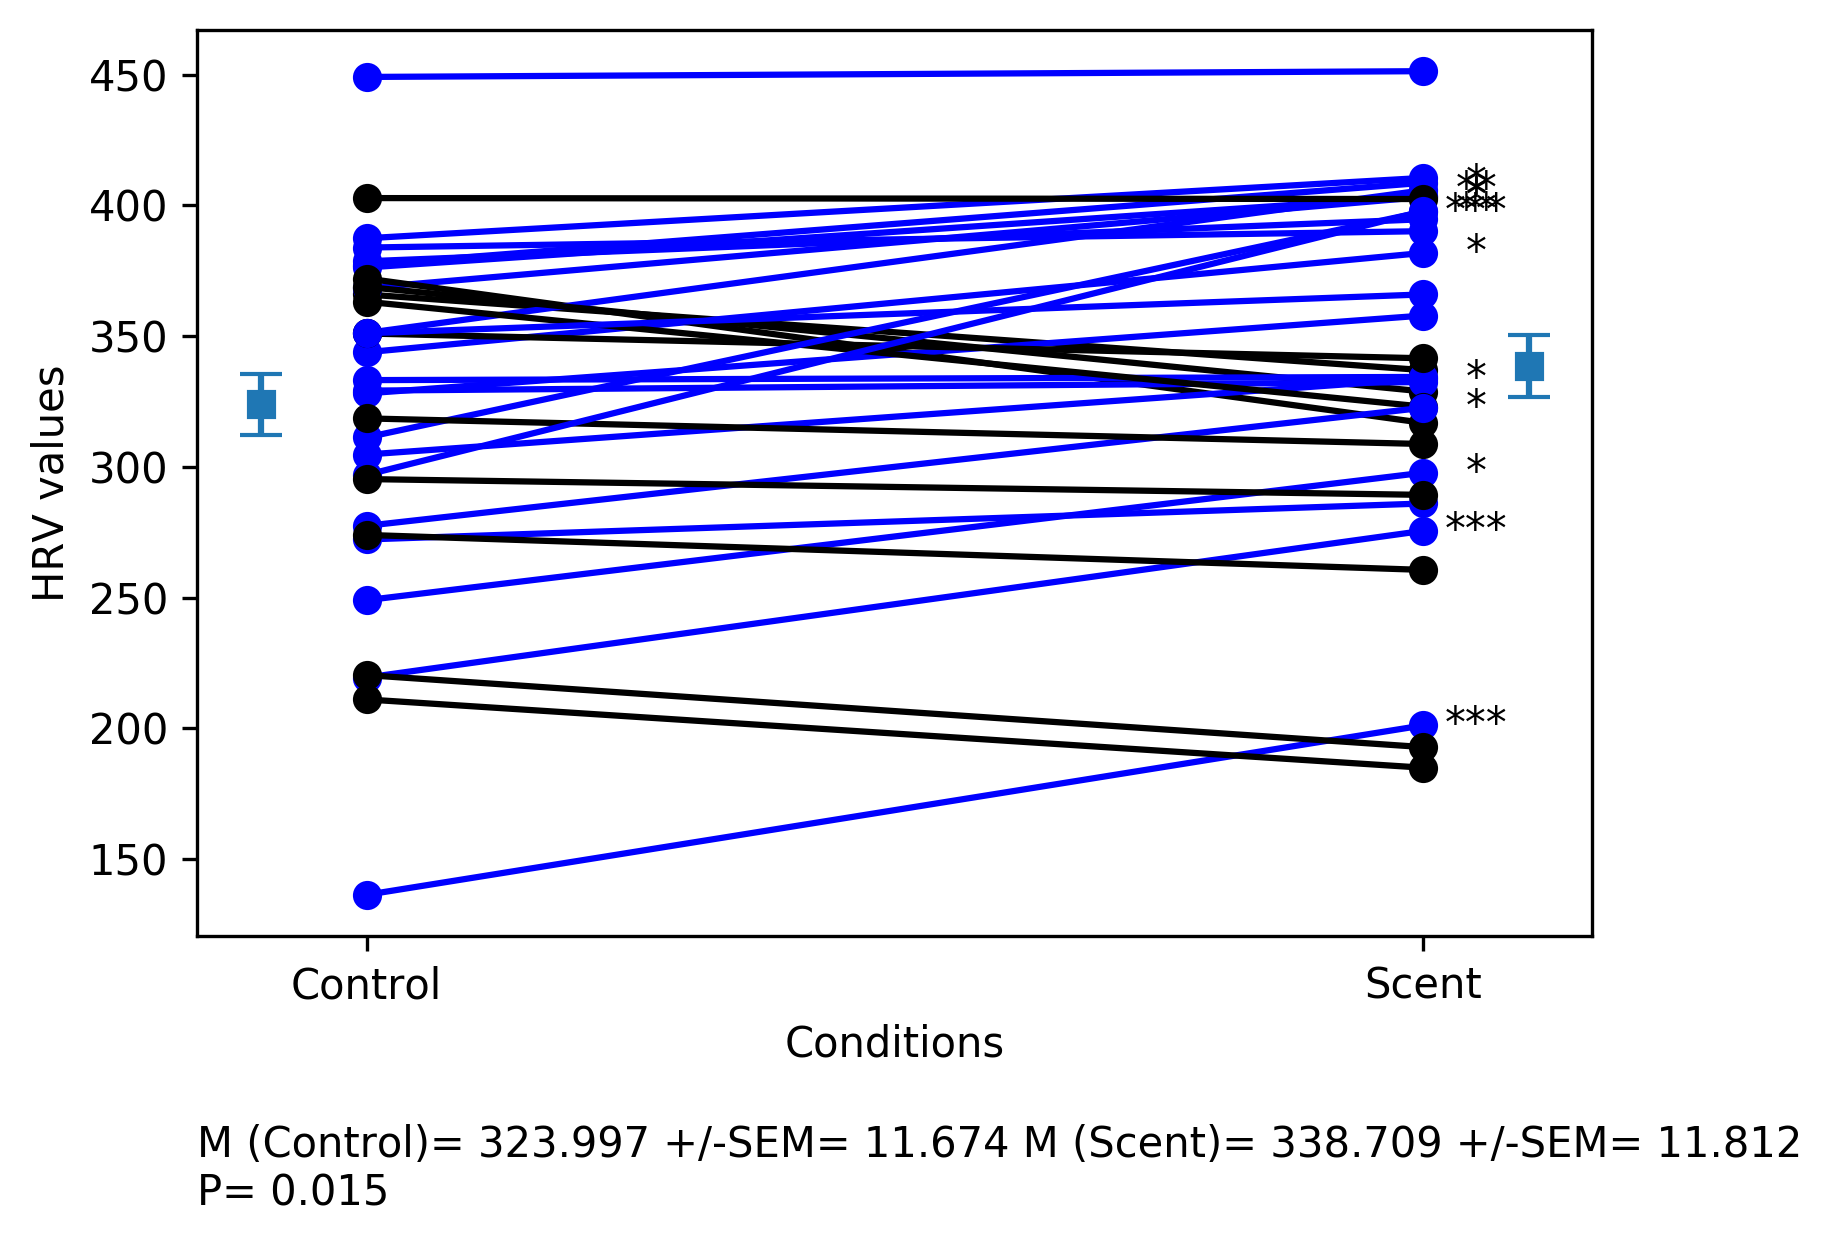 450
400
350
300
250
200
150
HRV values
*
*
*
*
*
***
***
Control
Scent
Conditions
M (Control)= 323.997 +/-SEM= 11.674 M (Scent)= 338.709 +/-SEM= 11.812
P= 0.015